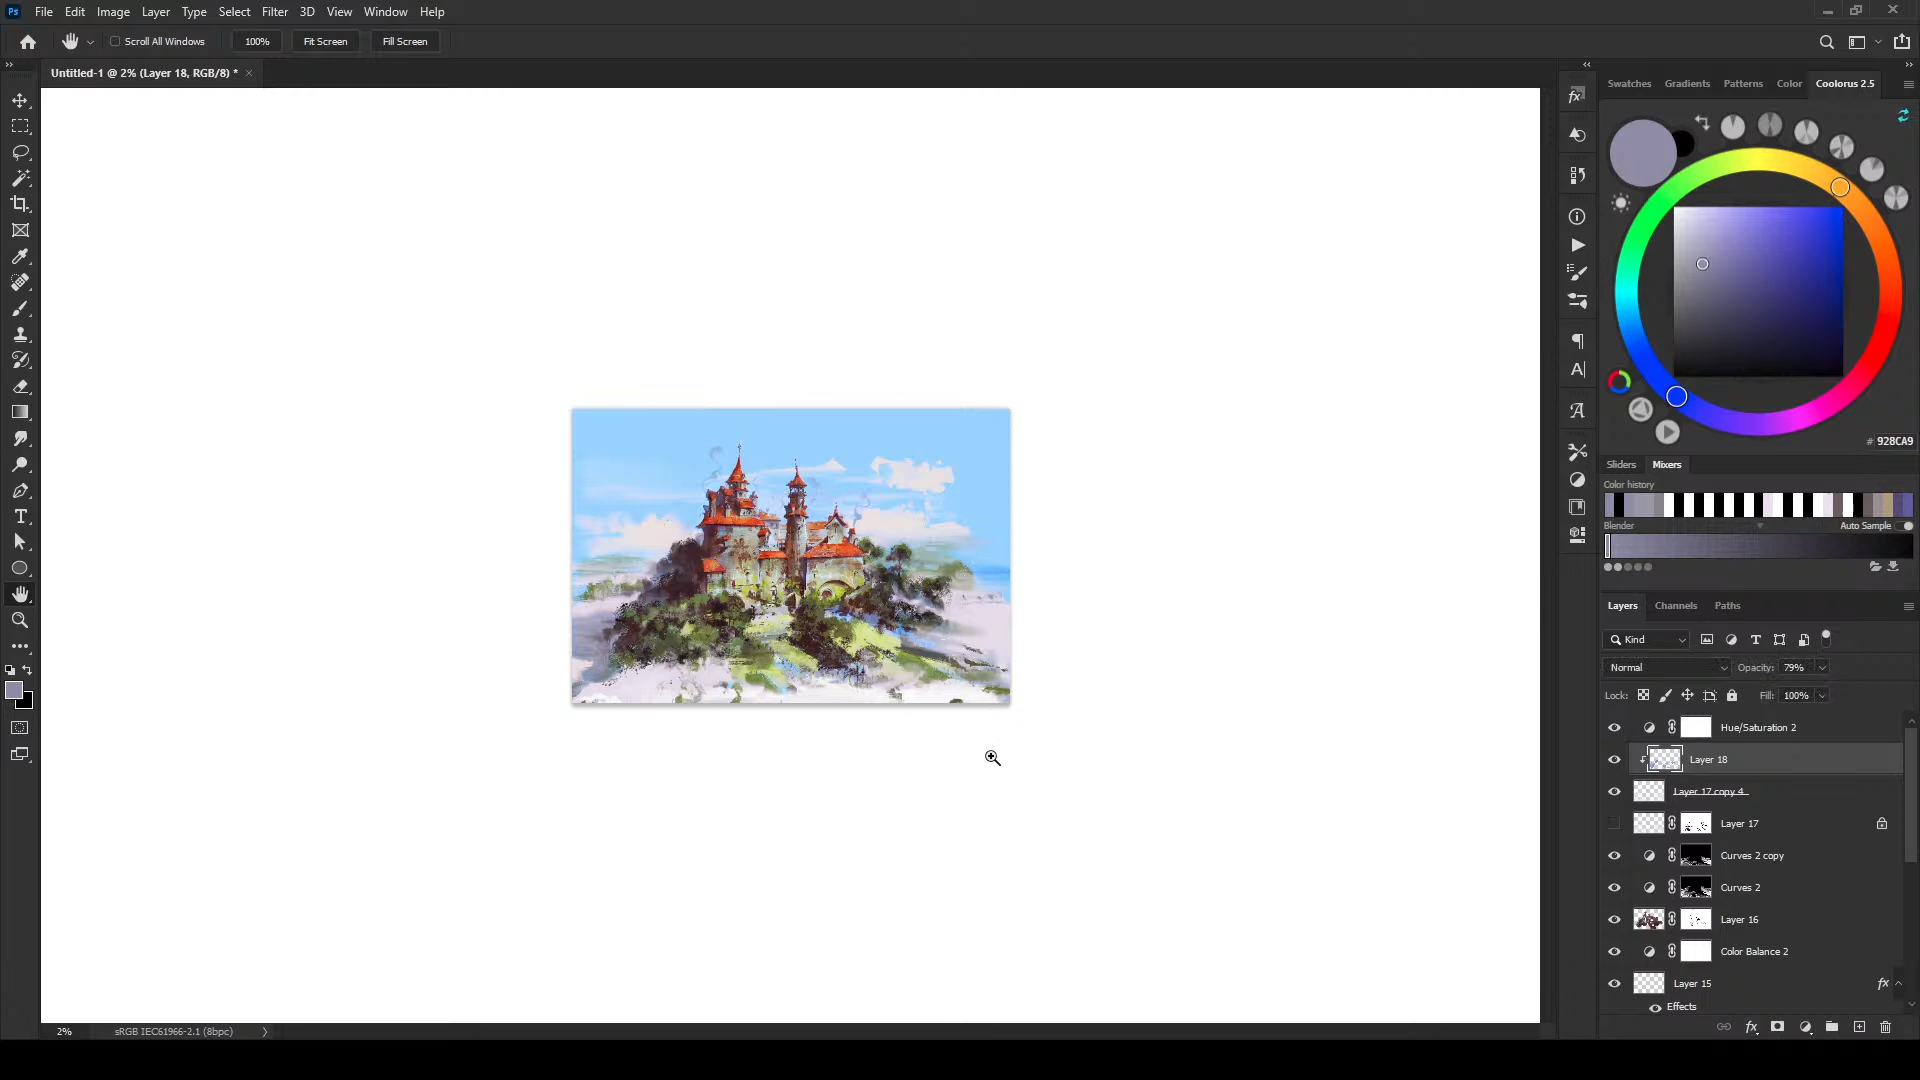 Ps File Edit Image Layer Type Select Filter 3D View Window Help
Scroll All Windows 100% Fit Screen Fill Screen
Untitled-1 @ 2% (Layer 18, RGB/8) * ×
Swatches Gradients Patterns Color Coolorus 2.5
# 928CA9
Sliders Mixers
Color history
Blender Auto Sample
Layers Channels Paths
Kind
Normal Opacity: 79%
Lock: Fill: 100%
Hue/Saturation 2
Layer 18
Layer 17 copy 4
Layer 17
Curves 2 copy
Curves 2
Layer 16
Color Balance 2
Layer 15 fx
Effects
2% sRGB IEC61966-2.1 (8bpc)